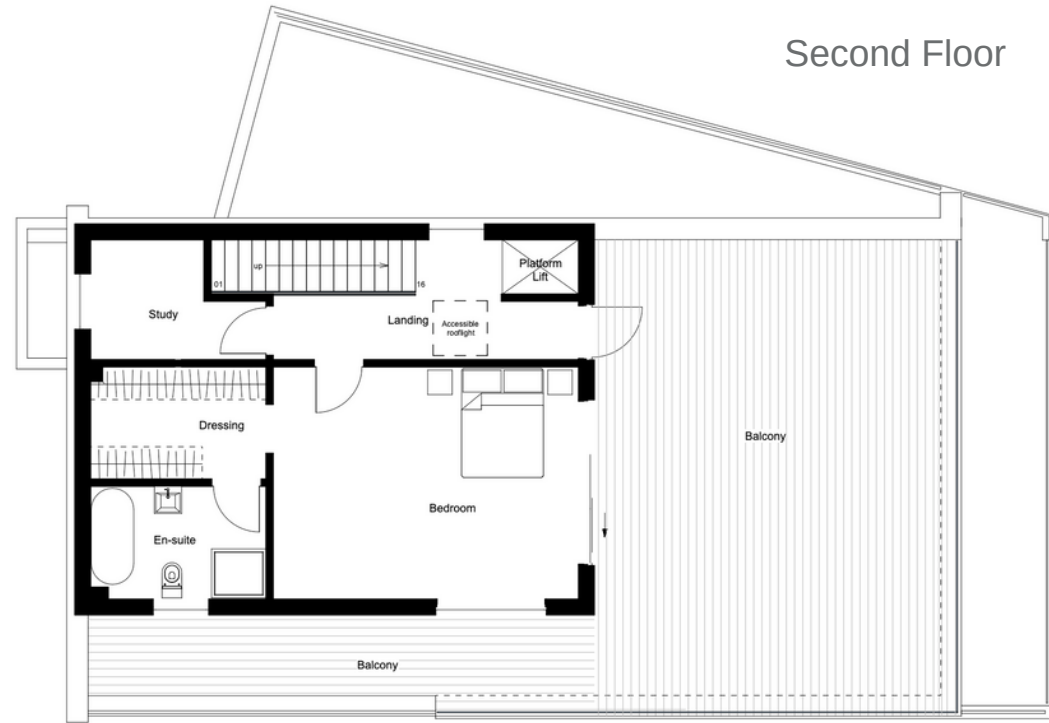 Second Floor
up
01
16
Platform
Lift
Study
Landing
Accessible
rooflight
Dressing
Balcony
Bedroom
En-suite
Balcony